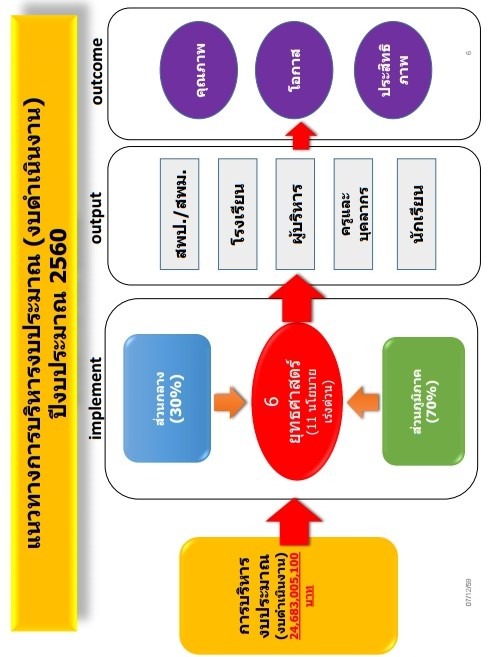 แนวทางการบริหารงบประมาณ (งบดำเนินงาน)
ปีงบประมาณ 2560
implement
output
outcome
การบริหาร
งบประมาณ
(งบดำเนินงาน)
24,683,005,100
บาท
ส่วนกลาง
(30%)
6
ยุทธศาสตร์
(11 นโยบาย
เร่งด่วน)
ส่วนภูมิภาค
(70%)
สพป./สพม.
โรงเรียน
ผู้บริหาร
ครูและ
บุคลากร
นักเรียน
คุณภาพ
โอกาส
ประสิทธิ
ภาพ
07/12/59
6